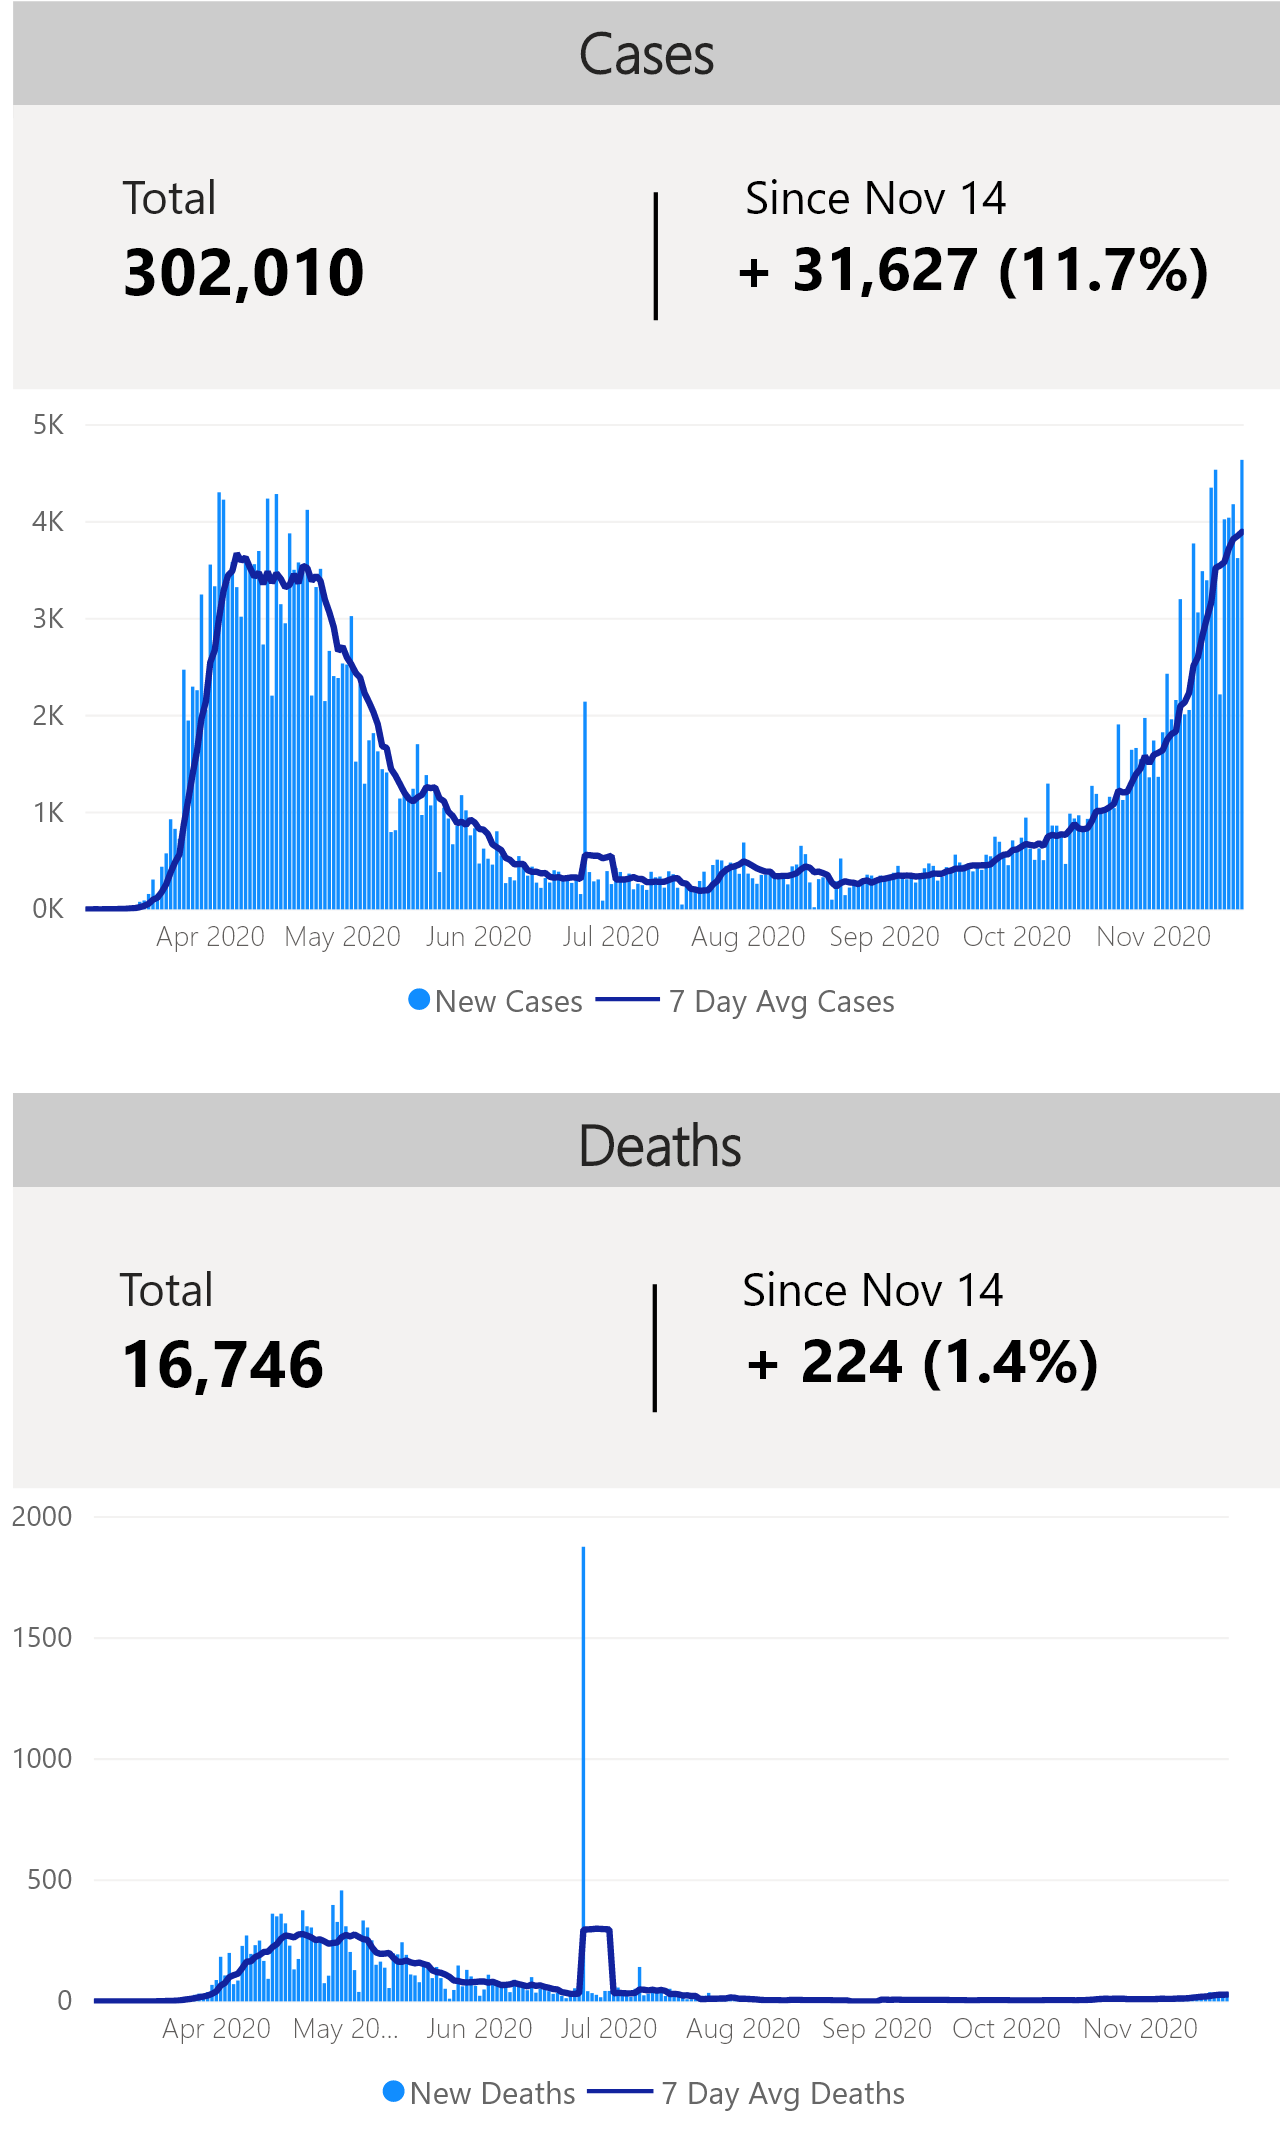 Cases
Total
Since Nov 14
302,010
+ 31,627 (11.7%)
5K
4K
3K
2K
1K
0K
Apr 2020 May 2020 Jun 2020 Jul 2020 Aug 2020 Sep 2020 Oct 2020 Nov 2020
New Cases 7 Day Avg Cases
Deaths
Total
Since Nov 14
16,746
+ 224 (1.4%)
2000
1500
1000
500
0
Apr 2020 May 20... Jun 2020 Jul 2020 Aug 2020 Sep 2020 Oct 2020 Nov 2020
New Deaths 7 Day Avg Deaths